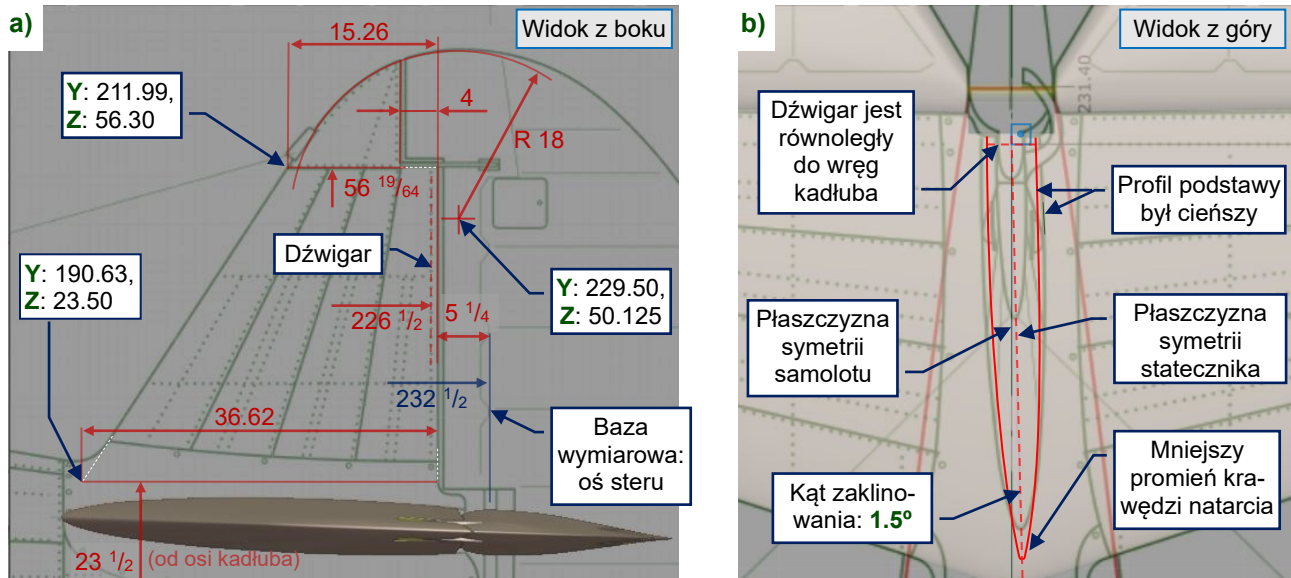 a)
Widok z boku
15.26
Y: 211.99,
Z: 56.30
4
R 18
56 19/64
Dźwigar
Y: 190.63,
Z: 23.50
226 1/2
5 1/4
Y: 229.50,
Z: 50.125
232 1/2
36.62
Baza
wymiarowa:
oś steru
23 1/2 (od osi kadłuba)
b)
Widok z góry
231.40
Dźwigar jest
równoległy
do wręg
kadłuba
Profil podstawy
był cieńszy
Płaszczyzna
symetrii
samolotu
Płaszczyzna
symetrii
statecznika
Kąt zaklino-
wania: 1.5º
Mniejszy
promień kra-
wędzi natarcia